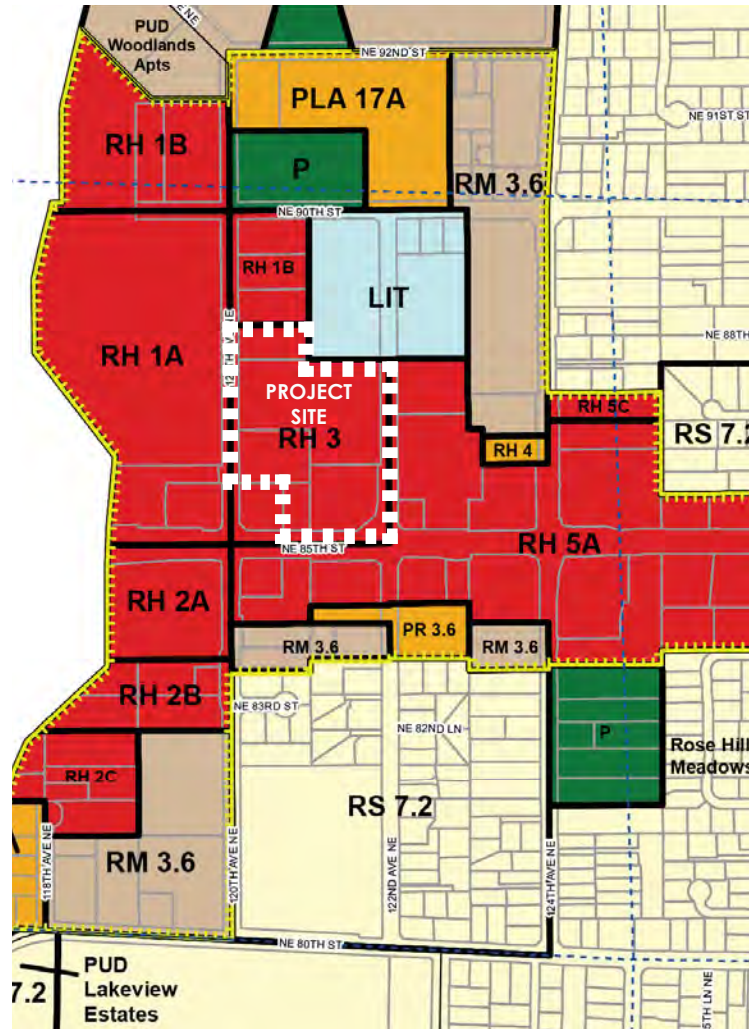 PUD
Woodlands
Apts
NE 92ND ST
PLA 17A
NE 91ST ST
RH 1B
P
RM 3.6
NE 90TH ST
RH 1B
LIT
NE 88TH
RH 1A
PROJECT
SITE
RH 3
RH 5C
RS 7.2
RH 4
NE 85TH ST
RH 5A
RH 2A
RM 3.6
PR 3.6
RM 3.6
RH 2B
NE 83RD ST
NE 82ND LN
P
Rose Hill
Meadows
RH 2C
RS 7.2
RM 3.6
118TH AVE NE
120TH AVE NE
122ND AVE NE
124TH AVE NE
NE 80TH ST
PUD
Lakeview
Estates
7.2
5TH LN NE